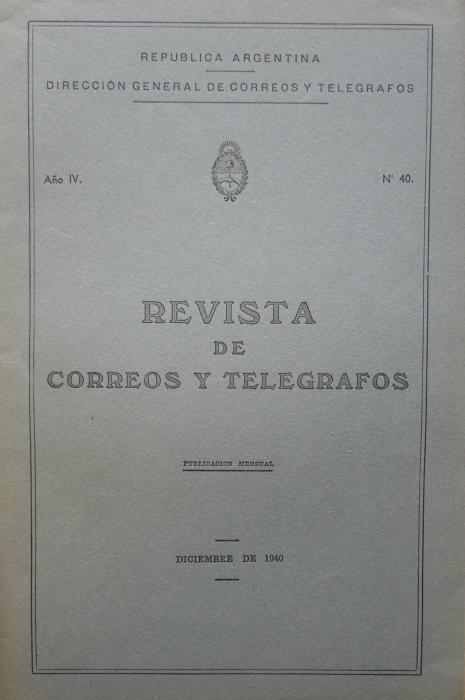 REPUBLICA ARGENTINA
DIRECCIÓN GENERAL DE CORREOS Y TELEGRAFOS
Año IV.
N° 40.
REVISTA
DE
CORREOS Y TELEGRAFOS
PUBLICACION MENSUAL
DICIEMBRE DE 1940